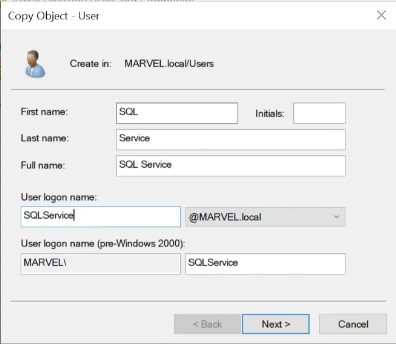 Copy Object - User
Create in: MARVEL.local/Users
First name: SQL Initials:
Last name: Service
Full name: SQL Service
User logon name:
SQLService @MARVEL.local
User logon name (pre-Windows 2000):
MARVEL\ SQLService
< Back Next > Cancel